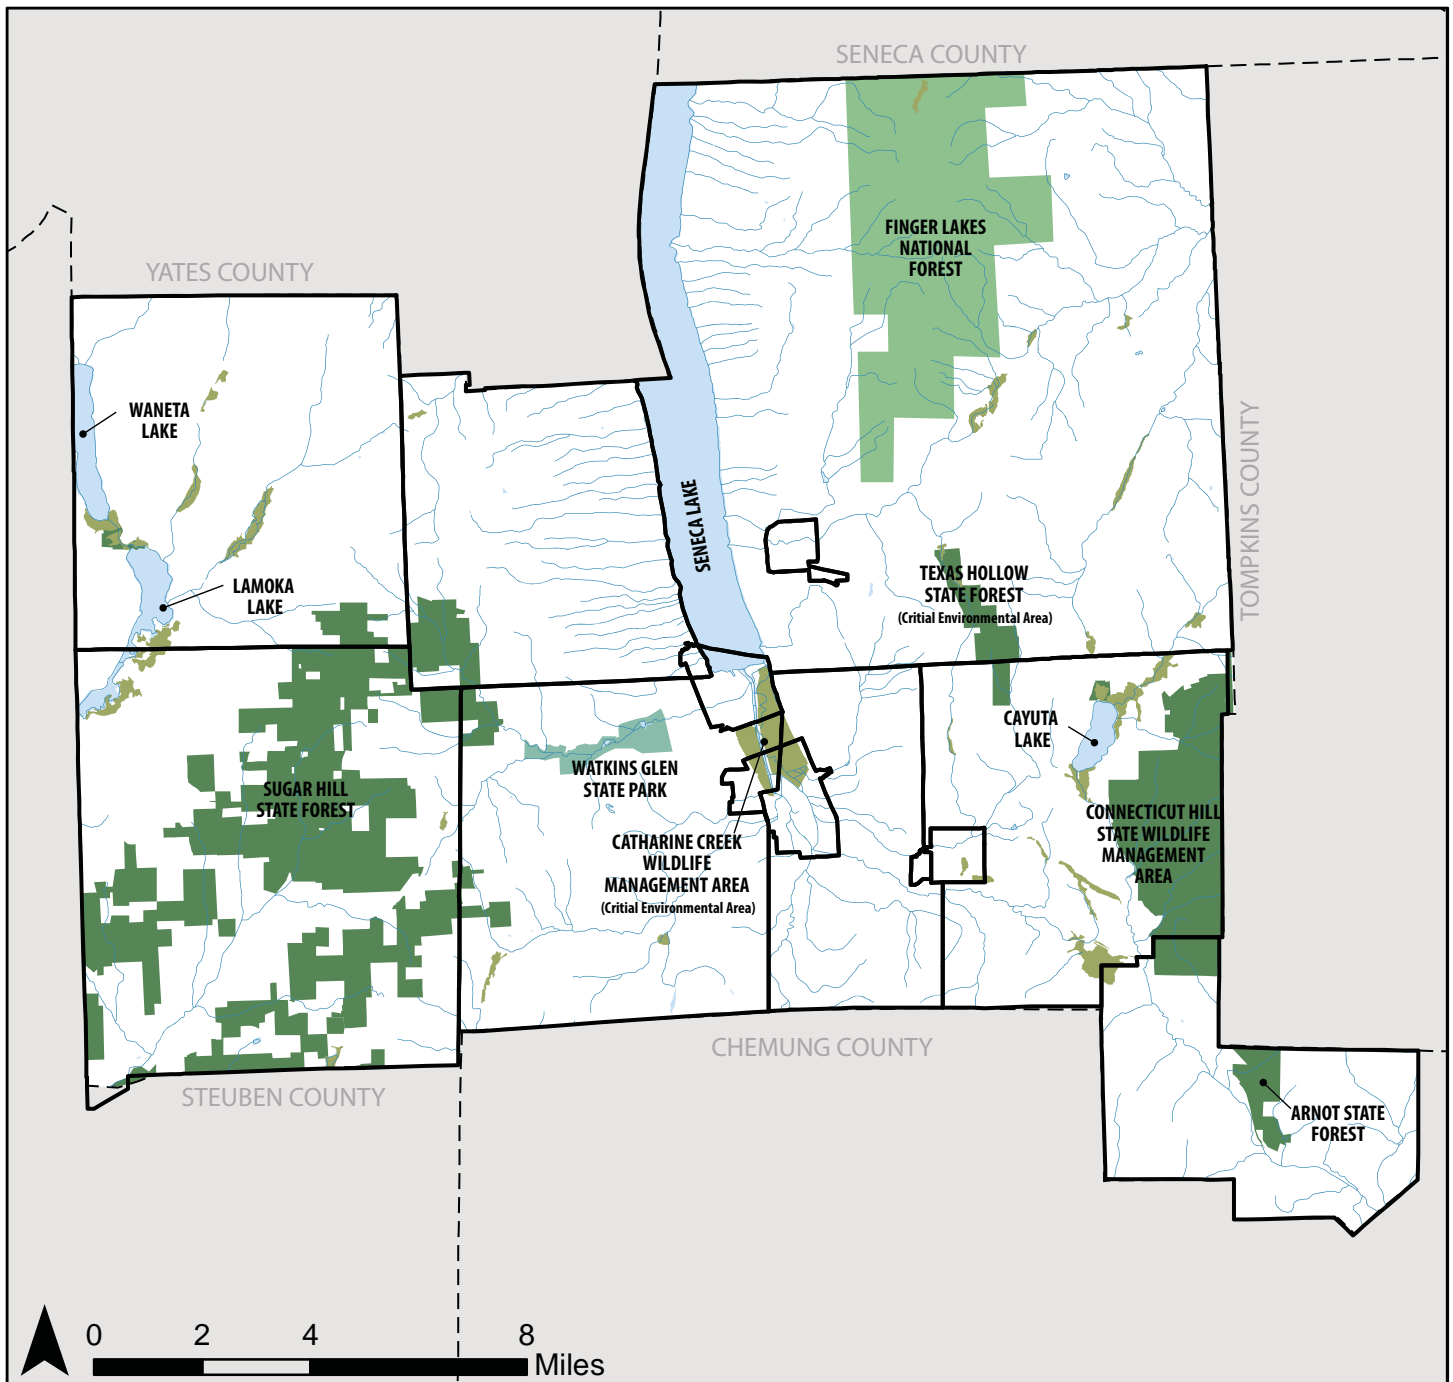 SENECA COUNTY
FINGER LAKES
NATIONAL
FOREST
YATES COUNTY
WANETA
LAKE
LAMOKA
LAKE
SENECA LAKE
TOMPKINS COUNTY
TEXAS HOLLOW
STATE FOREST
(Critial Environmental Area)
CAYUTA
LAKE
WATKINS GLEN
STATE PARK
SUGAR HILL
STATE FOREST
CATHARINE CREEK
WILDLIFE
MANAGEMENT AREA
(Critial Environmental Area)
CONNECTICUT HILL
STATE WILDLIFE
MANAGEMENT
AREA
CHEMUNG COUNTY
STEUBEN COUNTY
ARNOT STATE
FOREST
0 2 4 8
Miles